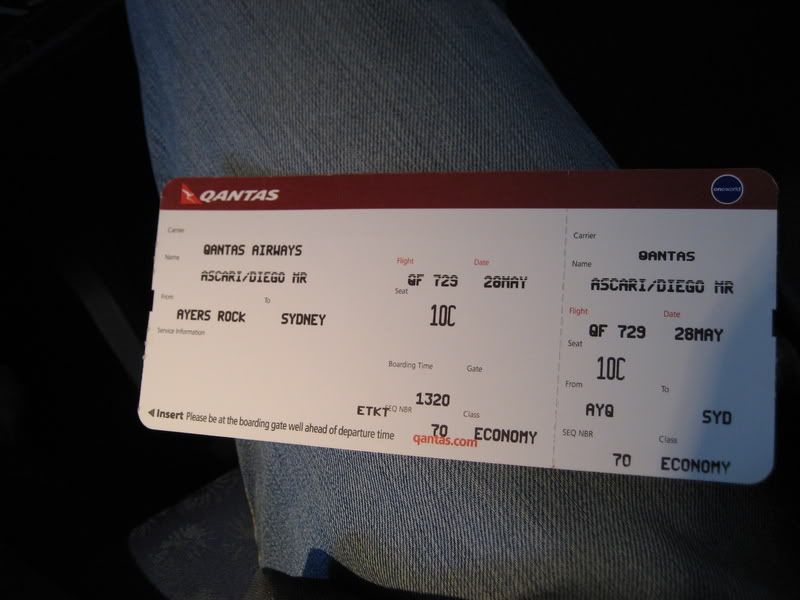 QANTAS
oneworld
Carrier
QANTAS AIRWAYS
Name
ASCARI/DIEGO MR
Flight Date
QF 729 28MAY
From To
AYERS ROCK SYDNEY
Seat
10C
Service Information
Boarding Time Gate
1320
ETKT SEQ NBR Class
70 ECONOMY
Insert Please be at the boarding gate well ahead of departure time
qantas.com
Carrier
QANTAS
Name
ASCARI/DIEGO MR
Flight Date
QF 729 28MAY
Seat
10C
From To
AYQ SYD
SEQ NBR Class
70 ECONOMY